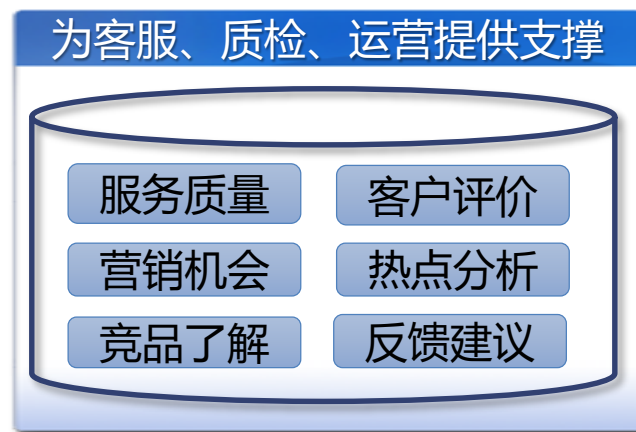 为客服、质检、运营提供支撑
服务质量 客户评价
营销机会 热点分析
竞品了解 反馈建议